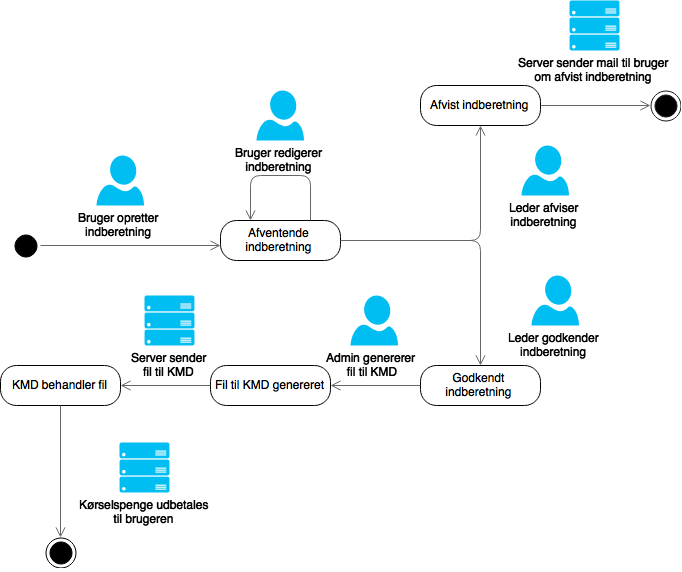 Server sender mail til bruger
om afvist indberetning
Afvist indberetning
Bruger redigerer
indberetning
Leder afviser
indberetning
Bruger opretter
indberetning
Afventende
indberetning
Leder godkender
indberetning
Server sender
fil til KMD
Admin genererer
fil til KMD
KMD behandler fil
Fil til KMD genereret
Godkendt
indberetning
Kørselspenge udbetales
til brugeren